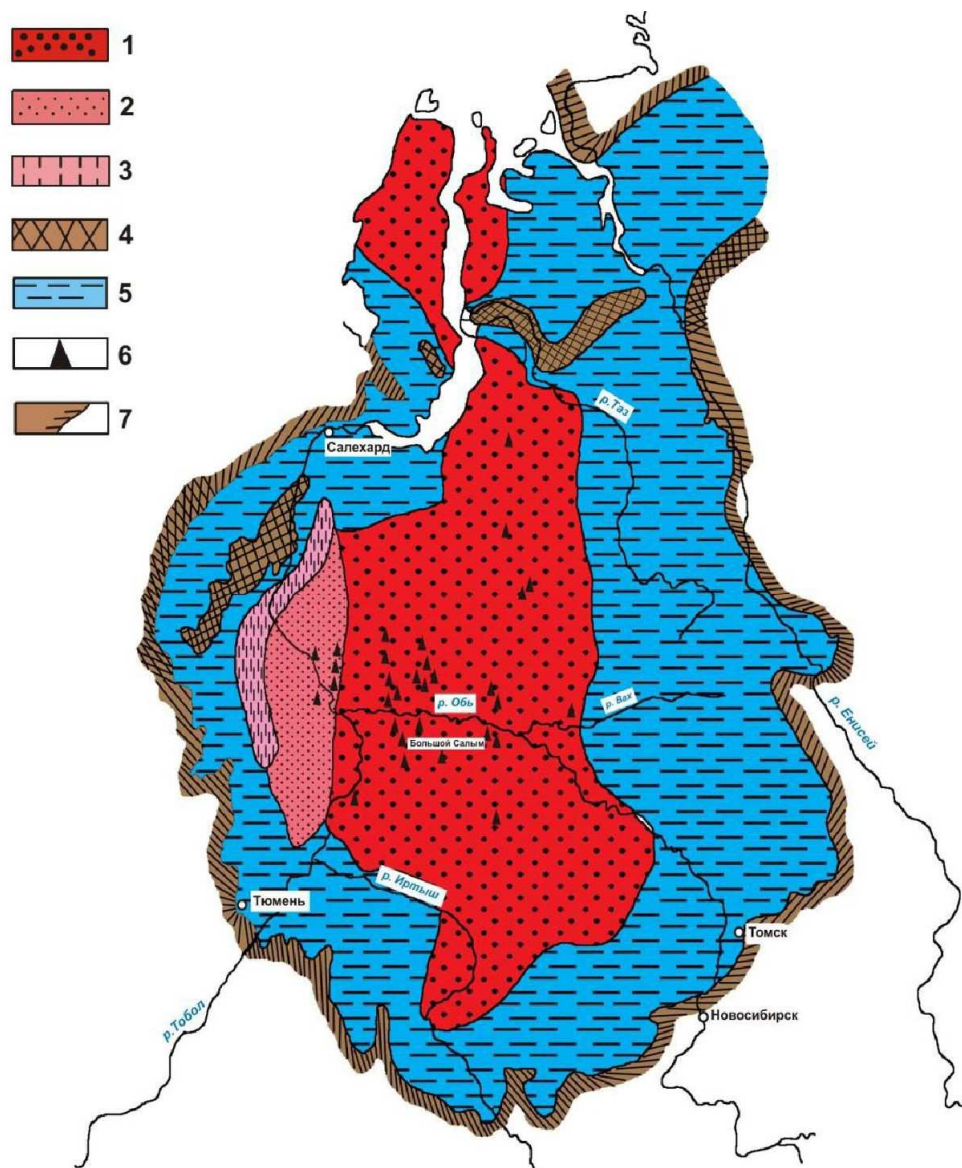 1
2
3
4
5
6
7
Салехард
р.Таз
р. Обь
р. Вах
Большой Салым
р. Енисей
р. Иртыш
Тюмень
Томск
Новосибирск
р.Тобол